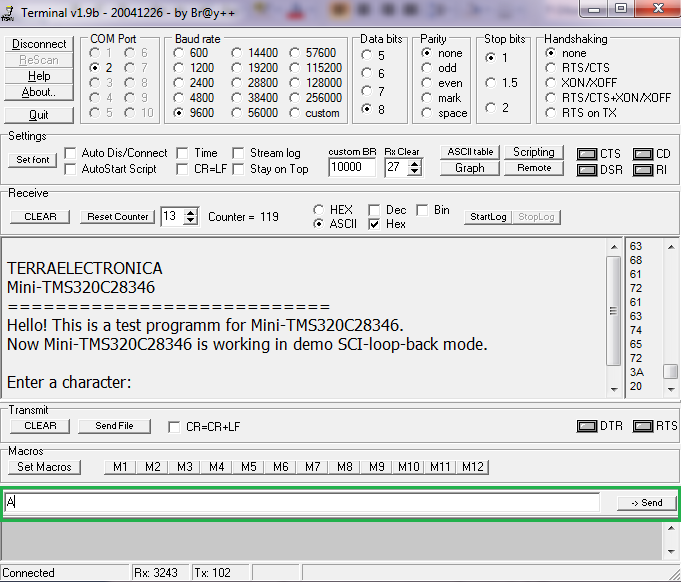 Terminal v1.9b - 20041226 - by Br@y++
Disconnect
ReScan
Help
About..
Quit
COM Port
1 6
2 7
3 8
4 9
5 10
Baud rate
600 14400 57600
1200 19200 115200
2400 28800 128000
4800 38400 256000
9600 56000 custom
Data bits
5
6
7
8
Parity
none
odd
even
mark
space
Stop bits
1
1.5
2
Handshaking
none
RTS/CTS
XON/XOFF
RTS/CTS+XON/XOFF
RTS on TX
Settings
Set font
Auto Dis/Connect Time Stream log
AutoStart Script CR=LF Stay on Top
custom BR Rx Clear
10000 27
ASCII table Scripting
Graph Remote
CTS CD
DSR RI
Receive
CLEAR Reset Counter 13 Counter = 119
HEX Dec Bin
ASCII Hex
StartLog StopLog
TERRAELECTRONICA
Mini-TMS320C28346
===========================
Hello! This is a test programm for Mini-TMS320C28346.
Now Mini-TMS320C28346 is working in demo SCI-loop-back mode.
Enter a character:
63
68
61
72
61
63
74
65
72
3A
20
Transmit
CLEAR Send File CR=CR+LF DTR RTS
Macros
Set Macros M1 M2 M3 M4 M5 M6 M7 M8 M9 M10 M11 M12
A -> Send
Connected Rx: 3243 Tx: 102